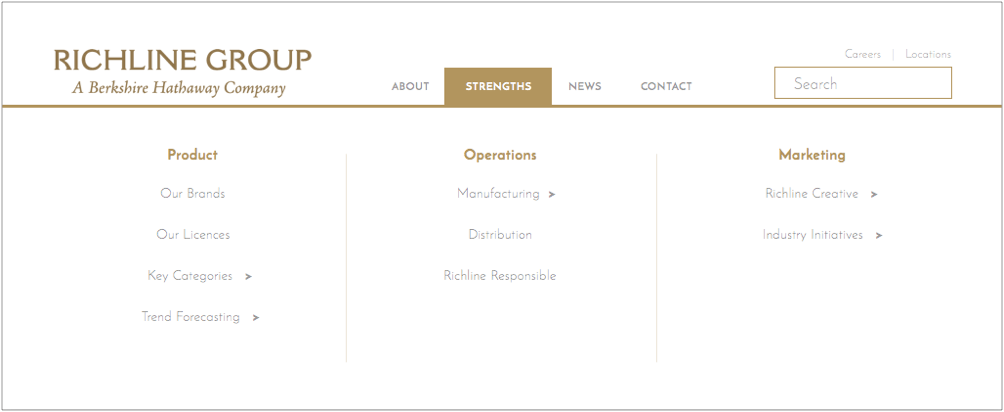 Careers | Locations
RICHLINE GROUP
A Berkshire Hathaway Company
ABOUT STRENGTHS NEWS CONTACT
Search
Product
Our Brands
Our Licences
Key Categories >
Trend Forecasting >
Operations
Manufacturing >
Distribution
Richline Responsible
Marketing
Richline Creative >
Industry Initiatives >